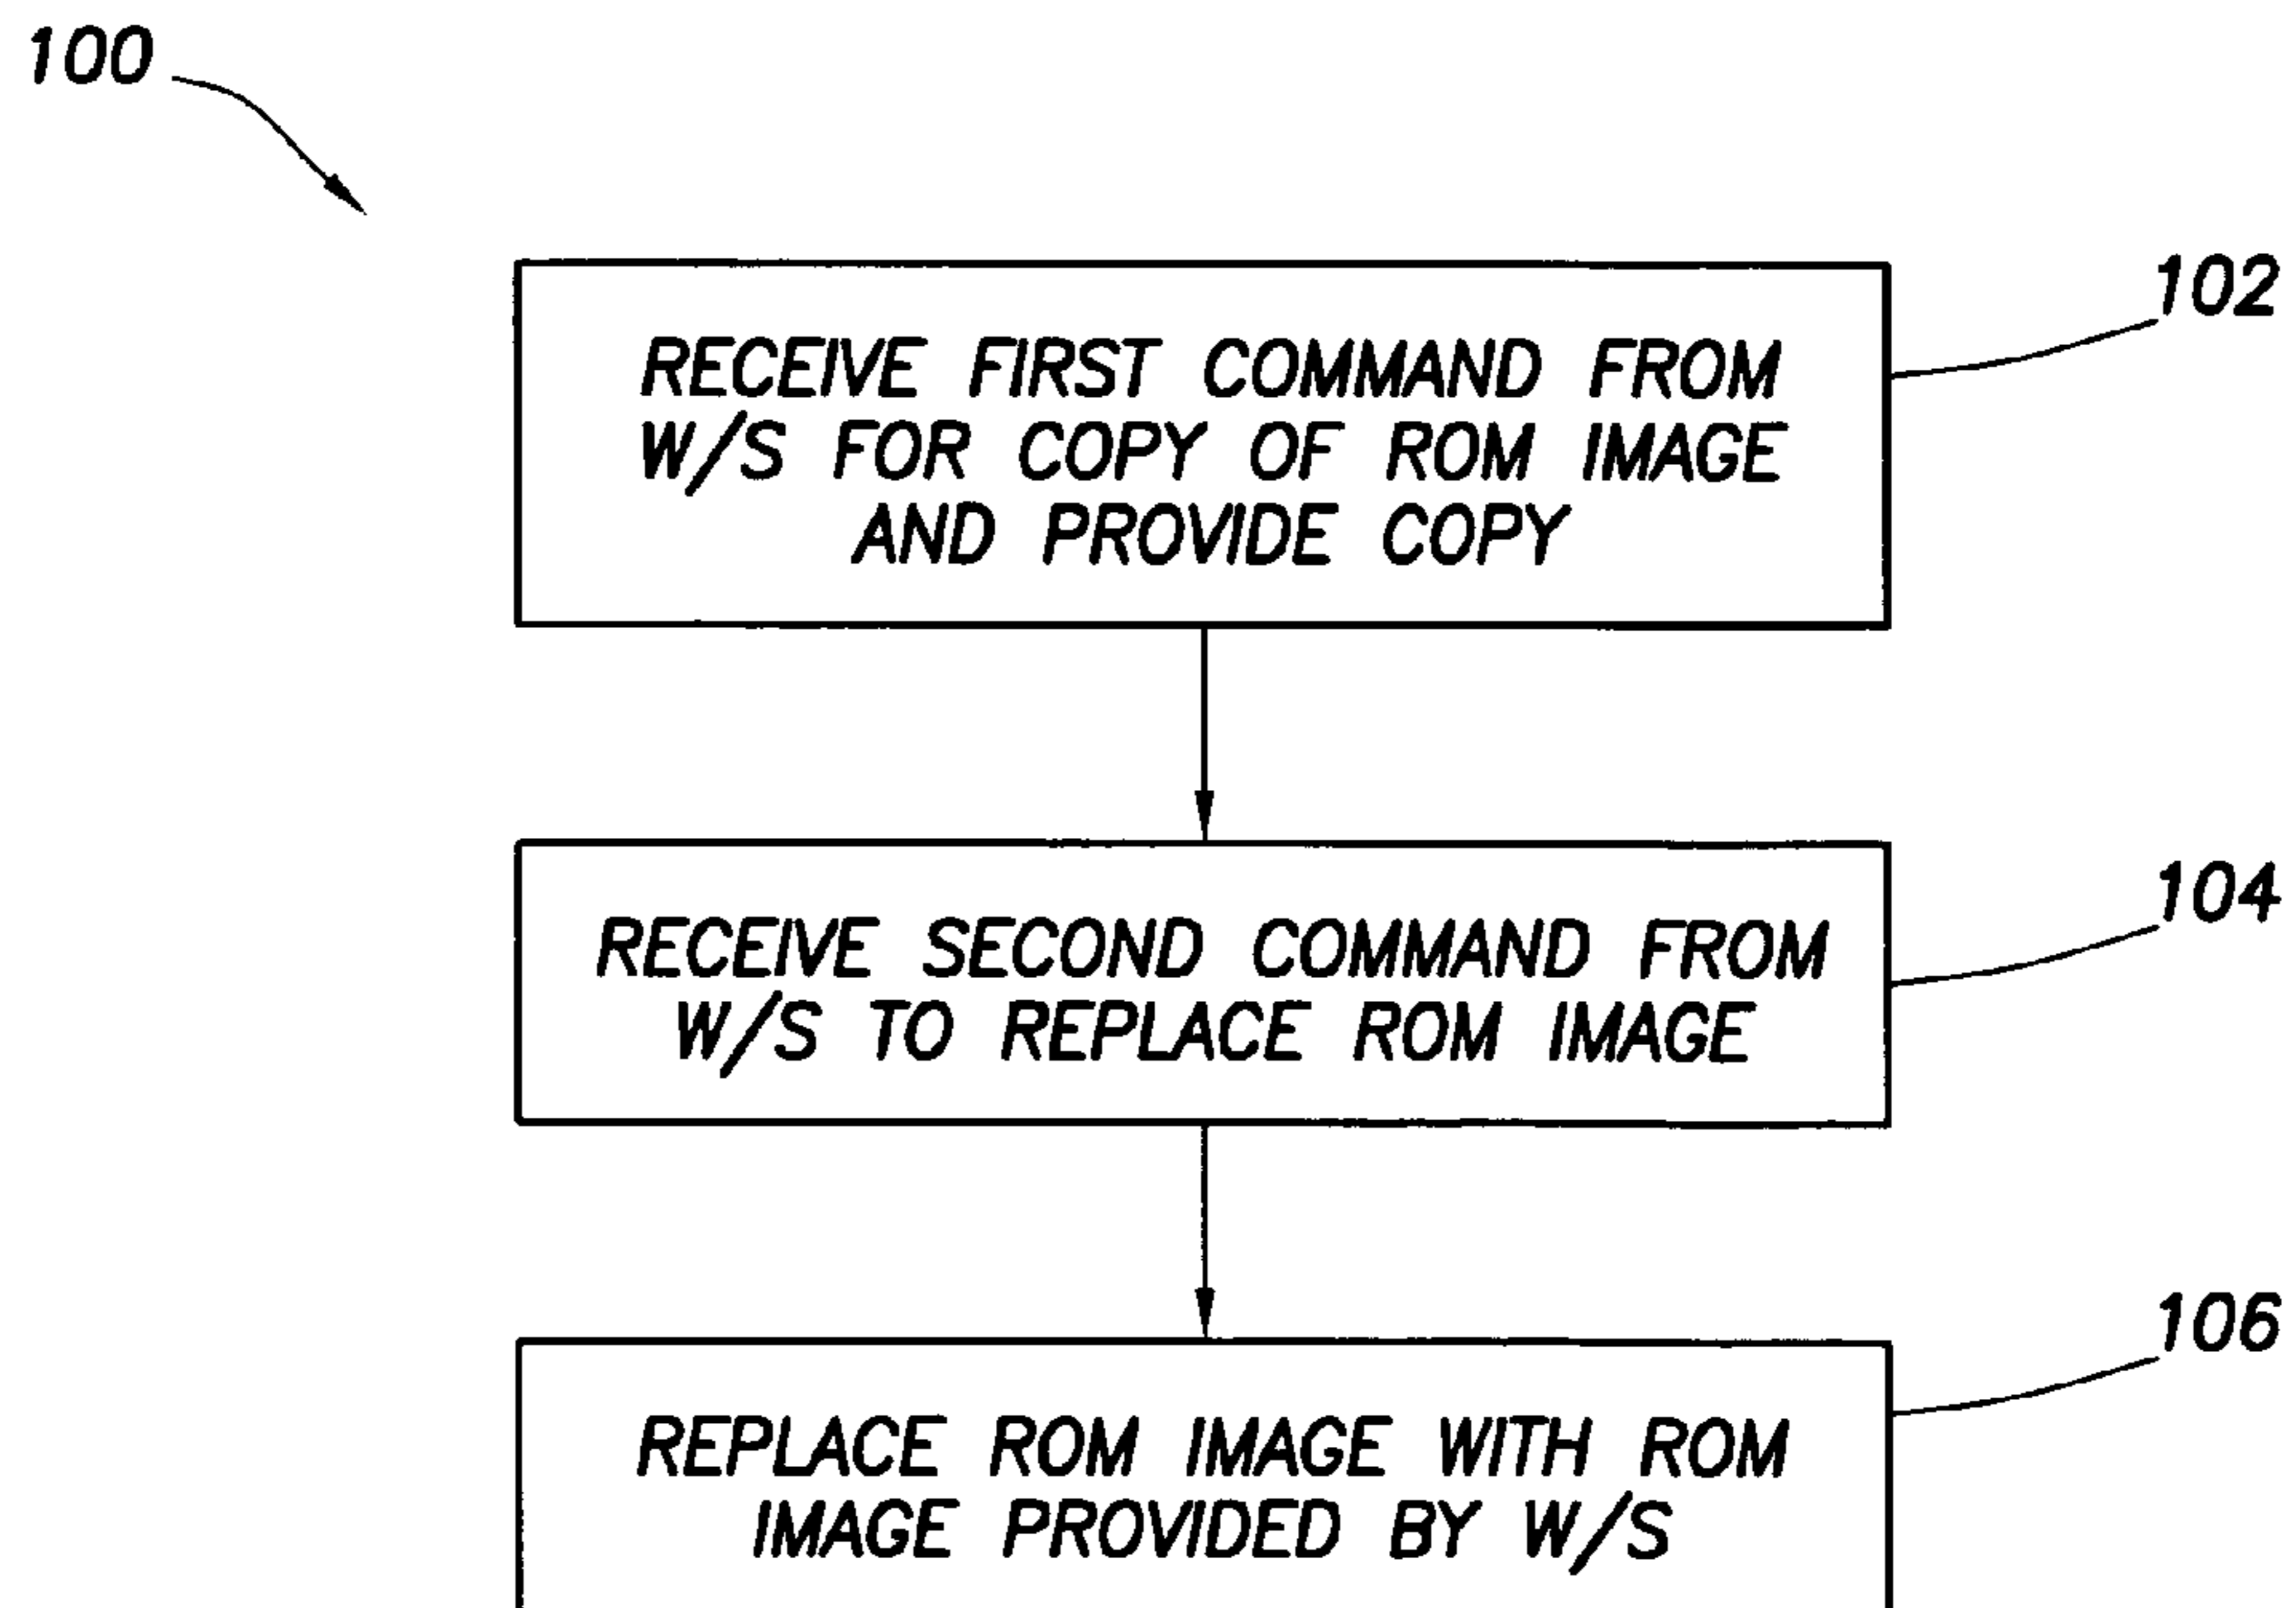 100
102
RECEIVE FIRST COMMAND FROM
W/S FOR COPY OF ROM IMAGE
AND PROVIDE COPY
104
RECEIVE SECOND COMMAND FROM
W/S TO REPLACE ROM IMAGE
106
REPLACE ROM IMAGE WITH ROM
IMAGE PROVIDED BY W/S